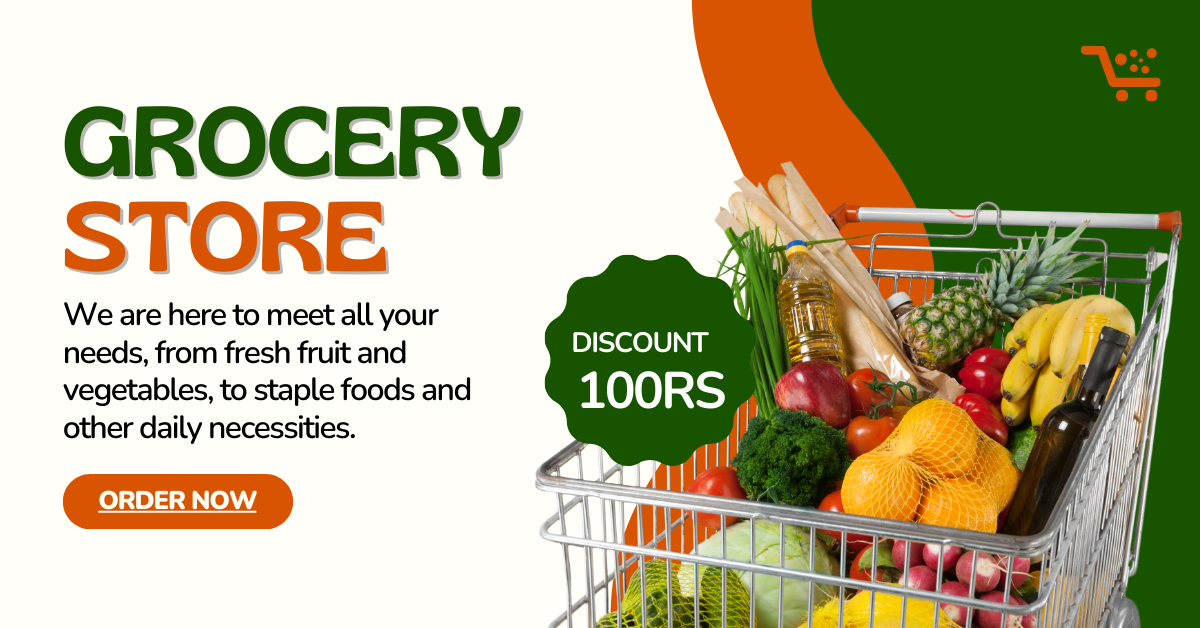 GROCERY
STORE
We are here to meet all your
needs, from fresh fruit and
vegetables, to staple foods and
other daily necessities.
ORDER NOW
DISCOUNT
100RS